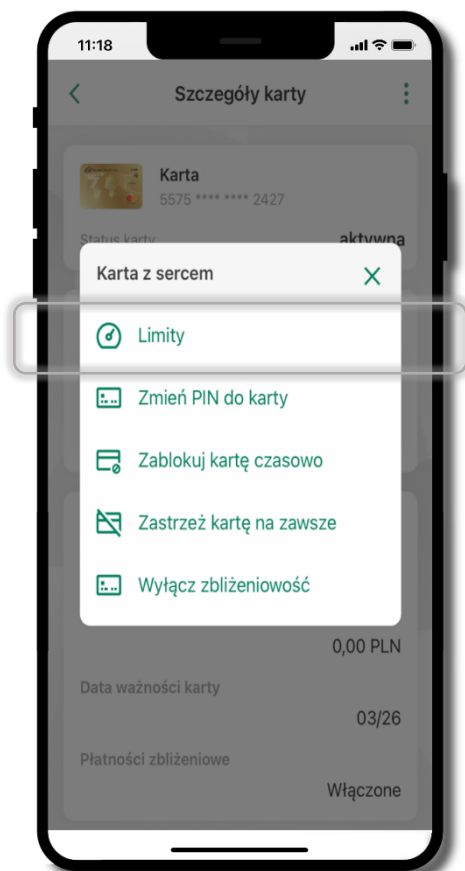 11:18
Szczegóły karty
Karta
5575 **** **** 2427
Status karty
aktywna
Karta z sercem
Limity
Zmień PIN do karty
Zablokuj kartę czasowo
Zastrzeż kartę na zawsze
Wyłącz zbliżeniowość
0,00 PLN
Data ważności karty
03/26
Płatności zbliżeniowe
Włączone